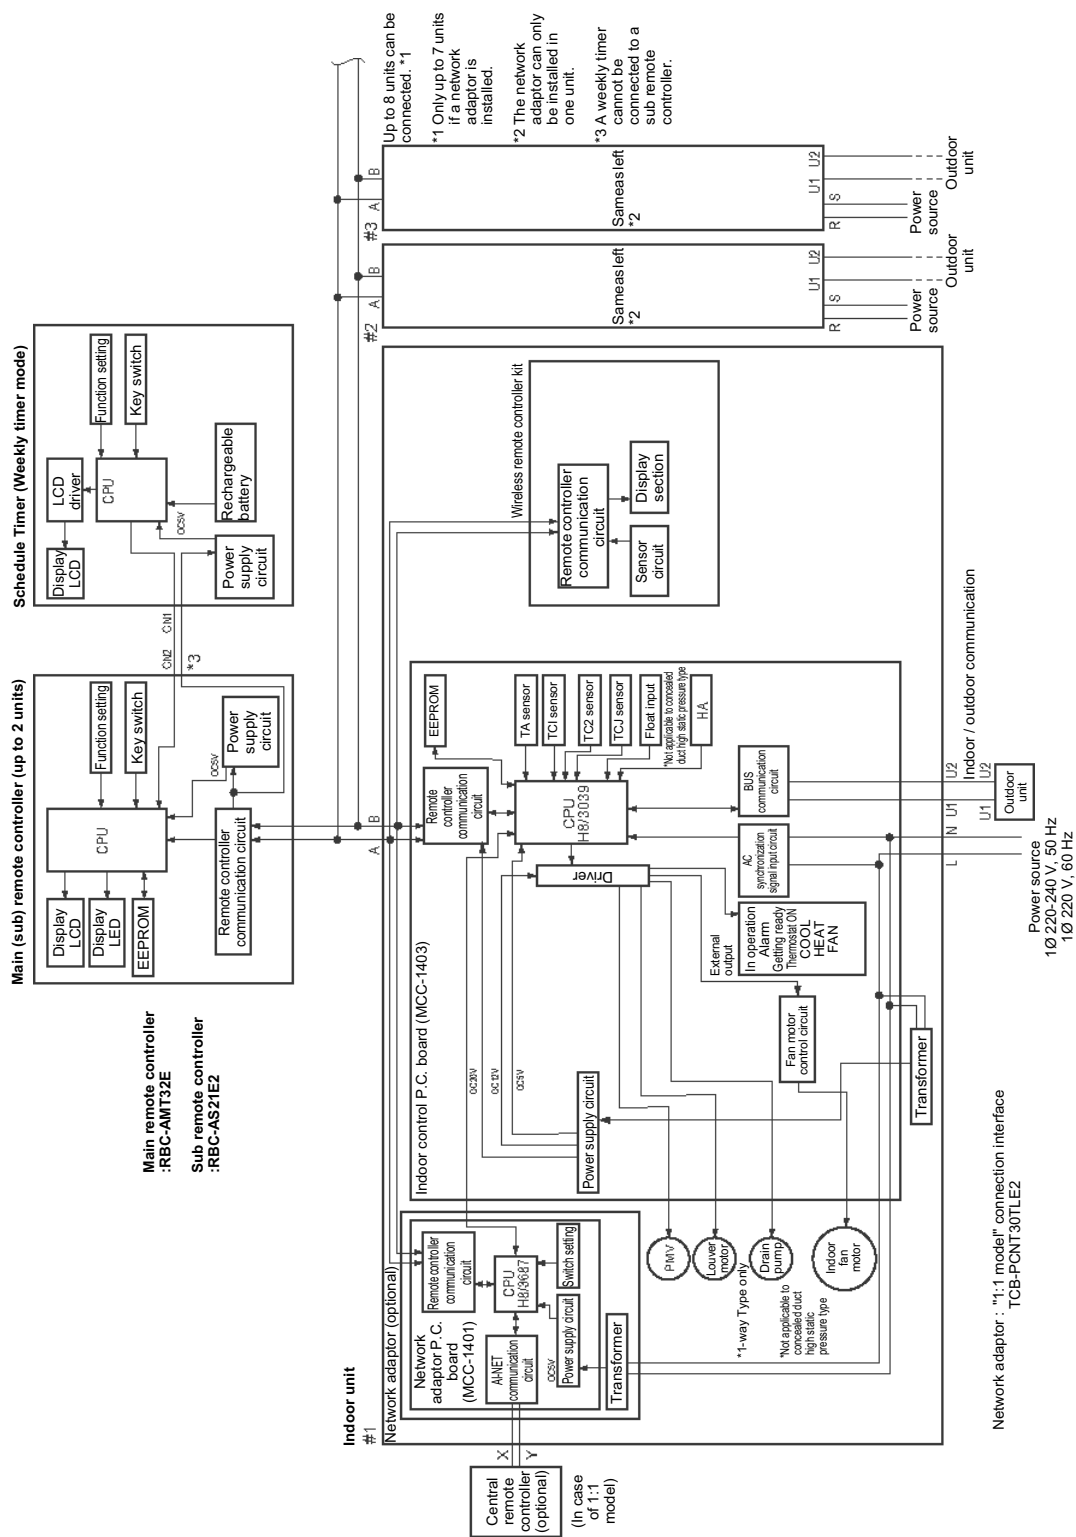 Main (sub) remote controller (up to 2 units)
Display
LCD
Display
LED
EEPROM
CPU
Function setting
Key switch
DC5V
Power
supply
circuit
Remote controller
communication circuit
Main remote controller
:RBC-AMT32E
Sub remote controller
:RBC-AS21E2
CN2
CN1
*3
Schedule Timer (Weekly timer mode)
Display
LCD
LCD
driver
CPU
Function setting
Key switch
DC5V
Power
supply
circuit
Rechargeable
battery
Up to 8 units can be
connected. *1
*1 Only up to 7 units
if a network
adaptor is
installed.
*2 The network
adaptor can only
be installed in
one unit.
*3 A weekly timer
cannot be
connected to a
sub remote
controller.
Indoor unit
#1
A
B
Network adaptor (optional)
Network
adaptor P.C.
board
(MCC-1401)
Remote controller
communication
circuit
CPU
H8/3687
Switch setting
AI-NET
communication
circuit
DC5V
Power supply circuit
Transformer
X
Y
Central
remote
controller
(optional)
(In case
of 1:1
model)
Indoor control P.C. board (MCC-1403)
DC20V
DC12V
DC5V
Power supply circuit
Remote
controller
communication
circuit
EEPROM
CPU
H8/3039
TA sensor
TCI sensor
TC2 sensor
TCJ sensor
Float input
*Not applicable to concealed
duct high static pressure type
HA
Driver
BUS
communication
circuit
AC
synchronization
signal input circuit
External
output
In operation
Alarm
Getting ready
Thermostat ON
COOL
HEAT
FAN
Fan motor
control circuit
Transformer
PMV
Louver
motor
*1-way Type only
Drain
pump
*Not applicable to
concealed duct
high static
pressure type
Indoor
fan
motor
Wireless remote controller kit
Remote controller
communication
circuit
Sensor
circuit
Display
section
L
N
U1
U2
Indoor / outdoor communication
U1
U2
Outdoor
unit
Power source
1Ø 220-240 V, 50 Hz
1Ø 220 V, 60 Hz
#2
A
B
Sameasleft
*2
R
S
U1
U2
Power
source
Outdoor
unit
#3
A
B
Sameasleft
*2
R
S
U1
U2
Power
source
Outdoor
unit
Network adaptor : "1:1 model" connection interface
TCB-PCNT30TLE2